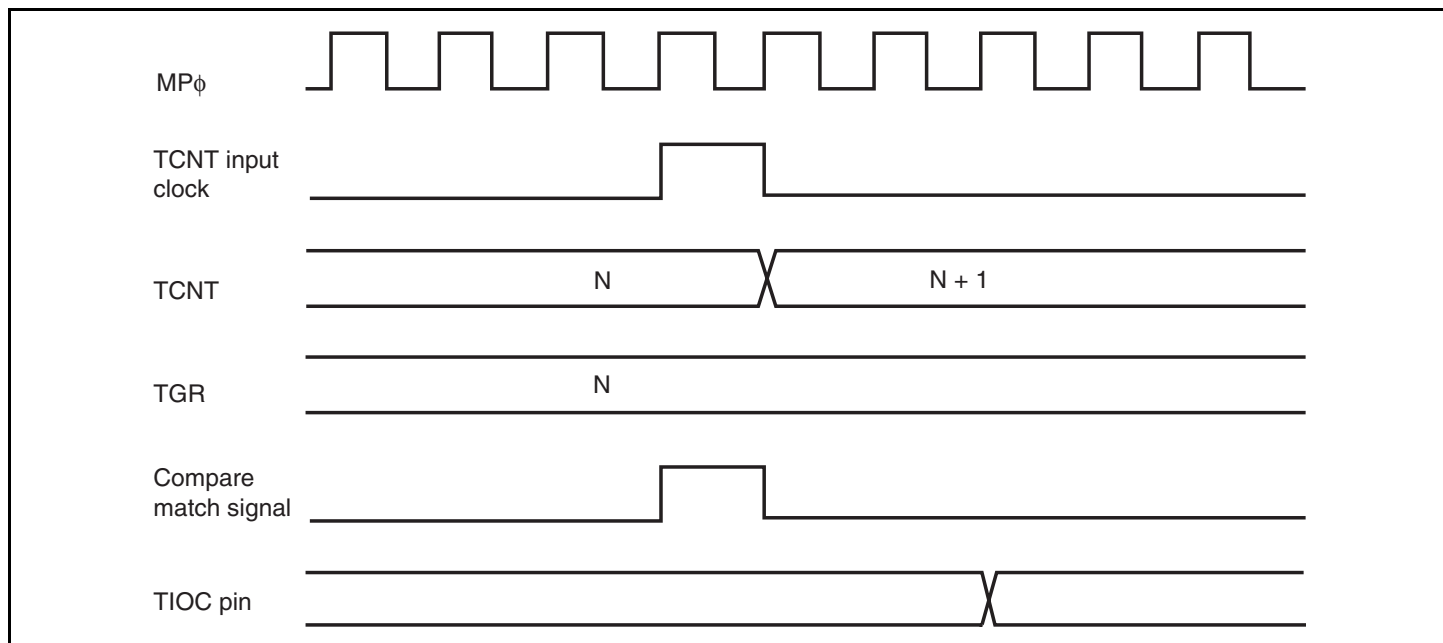 MPϕ
TCNT input
clock
TCNT
N
N + 1
TGR
N
Compare
match signal
TIOC pin